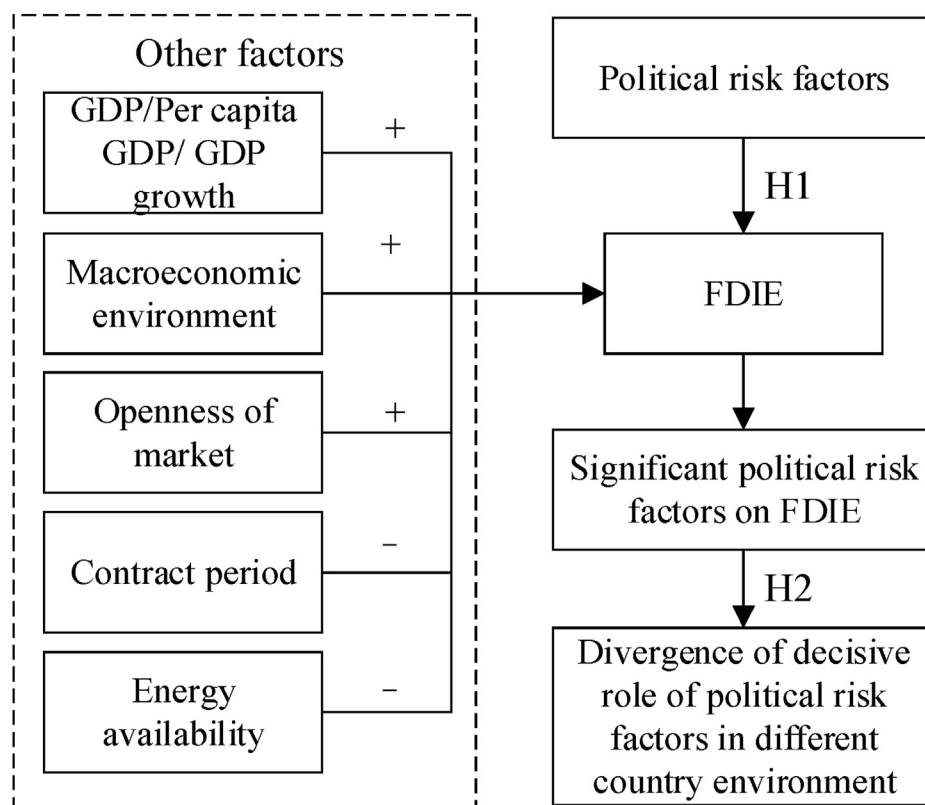 Other factors
GDP/Per capita
GDP/ GDP
growth
+
Macroeconomic
environment
+
Openness of
market
+
Contract period
–
Energy
availability
–
Political risk factors
H1
FDIE
Significant political risk
factors on FDIE
H2
Divergence of decisive
role of political risk
factors in different
country environment